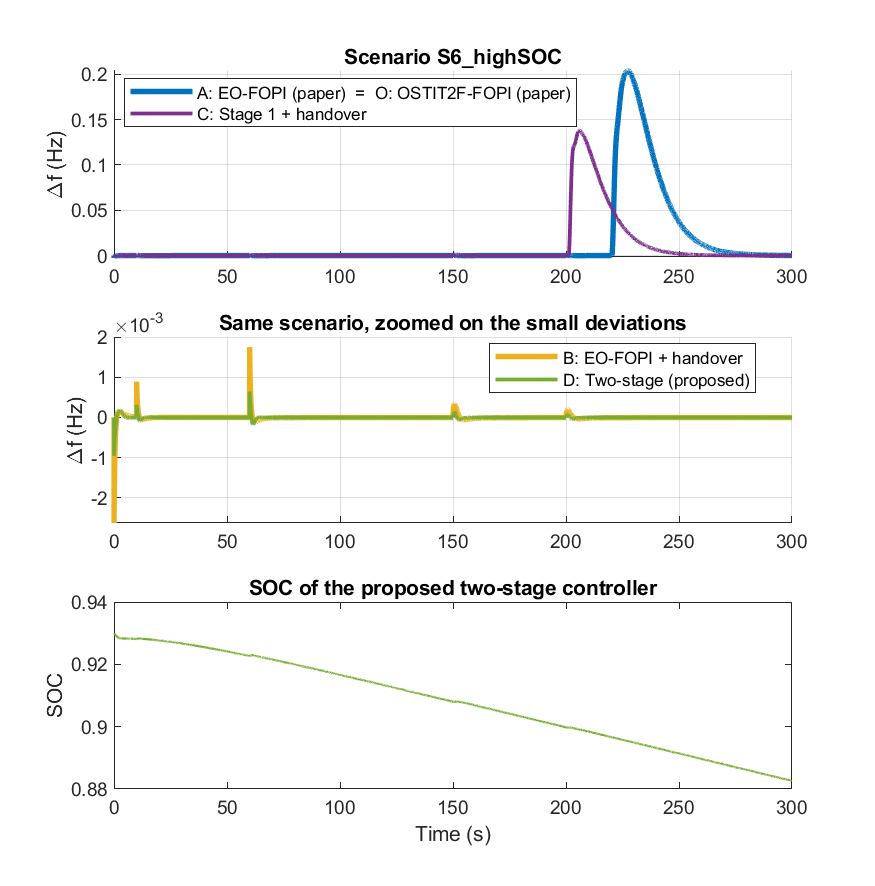 Scenario S6_highSOC
A: EO-FOPI (paper) = O: OSTIT2F-FOPI (paper)
C: Stage 1 + handover
Δf (Hz)
0.2
0.15
0.1
0.05
0
0 50 100 150 200 250 300
×10-3
Same scenario, zoomed on the small deviations
B: EO-FOPI + handover
D: Two-stage (proposed)
Δf (Hz)
2
1
0
-1
-2
0 50 100 150 200 250 300
SOC of the proposed two-stage controller
SOC
0.94
0.92
0.9
0.88
0 50 100 150 200 250 300
Time (s)